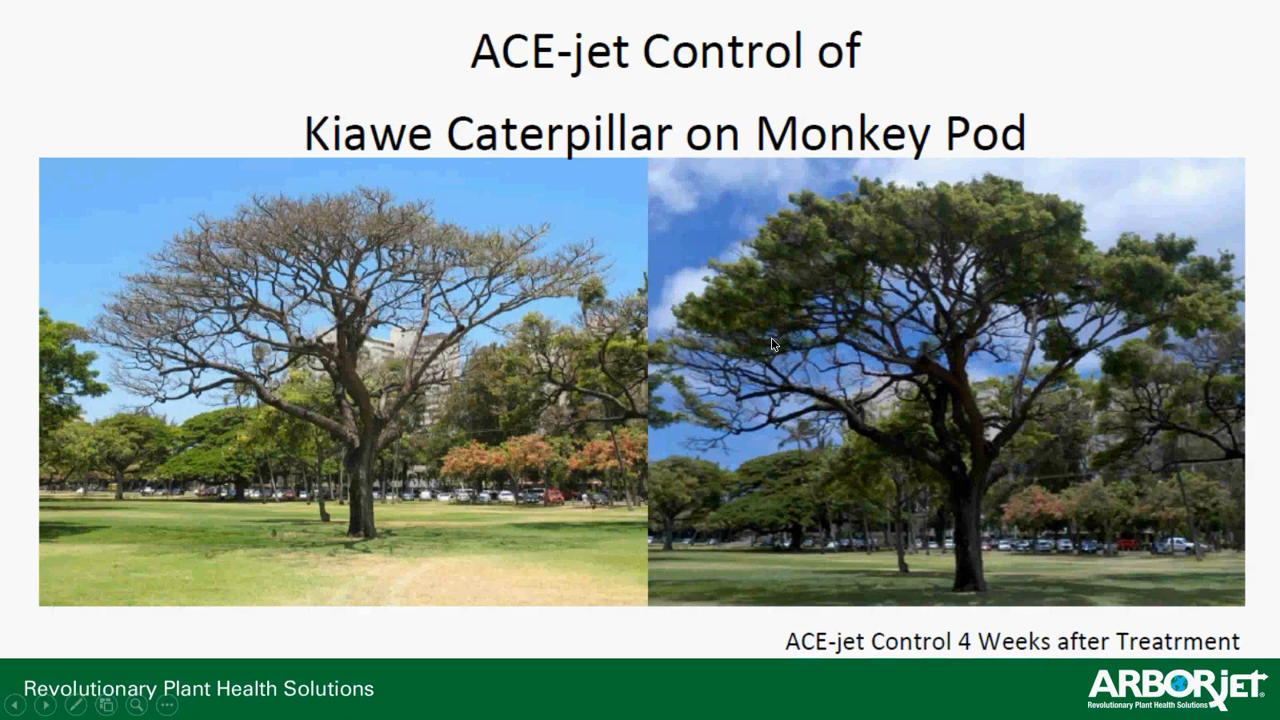 ACE-jet Control of
Kiawe Caterpillar on Monkey Pod
ACE-jet Control 4 Weeks after Treatrment
Revolutionary Plant Health Solutions
ARBORjet
Revolutionary Plant Health Solutions